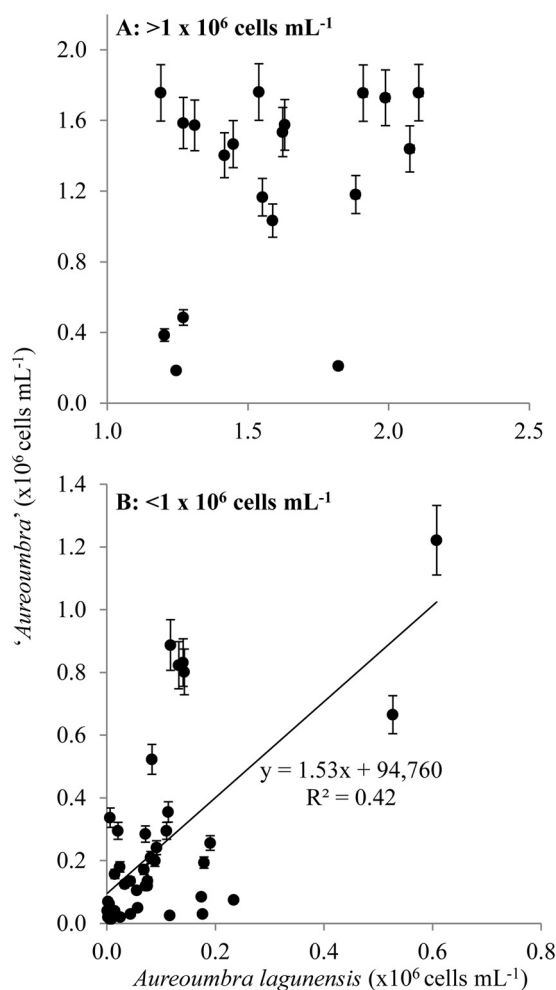 A: >1 x 10⁶ cells mL⁻¹
2.0
1.6
1.2
0.8
0.4
0.0
1.0 1.5 2.0 2.5
‘Aureoumbra’ (x10⁶ cells mL⁻¹)
B: <1 x 10⁶ cells mL⁻¹
1.4
1.2
1.0
0.8
0.6
0.4
0.2
0.0
y = 1.53x + 94,760
R² = 0.42
0.0 0.2 0.4 0.6 0.8
Aureoumbra lagunensis (x10⁶ cells mL⁻¹)